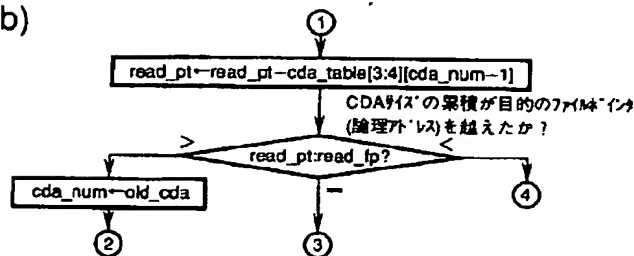 b)
①
read_pt←read_pt−cda_table[3:4][cda_num−1]
CDAサイズの累積が目的のファイルポインタ
(論理アドレス)を越えたか?
>
<
read_pt:read_fp?
=
cda_num←old_cda
④
②
③